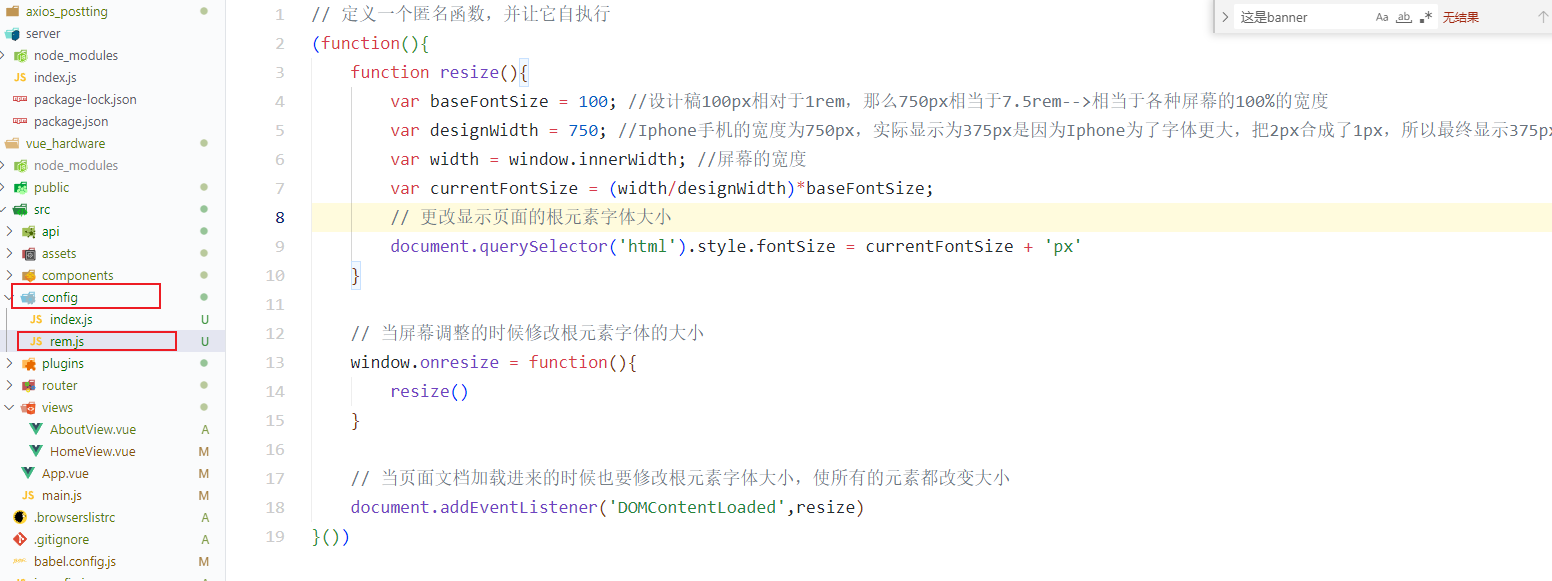 axios_postting
server
node_modules
index.js
package-lock.json
package.json
vue_hardware
node_modules
public
src
api
assets
components
config
JS index.js U
JS rem.js U
plugins
router
views
AboutView.vue A
HomeView.vue M
App.vue M
JS main.js M
.browserslistrc A
.gitignore A
babel.config.js M
1 // 定义一个匿名函数，并让它自执行
2 (function(){
3 function resize(){
4 var baseFontSize = 100; //设计稿100px相对于1rem，那么750px相当于7.5rem-->相当于各种屏幕的100%的宽度
5 var designWidth = 750; //Iphone手机的宽度为750px，实际显示为375px是因为Iphone为了字体更大，把2px合成了1px，所以最终显示375px
6 var width = window.innerWidth; //屏幕的宽度
7 var currentFontSize = (width/designWidth)*baseFontSize;
8 // 更改显示页面的根元素字体大小
9 document.querySelector('html').style.fontSize = currentFontSize + 'px'
10 }
11
12 // 当屏幕调整的时候修改根元素字体的大小
13 window.onresize = function(){
14 resize()
15 }
16
17 // 当页面文档加载进来的时候也要修改根元素字体大小，使所有的元素都改变大小
18 document.addEventListener('DOMContentLoaded',resize)
19 }())
这是banner Aa ab .* 无结果